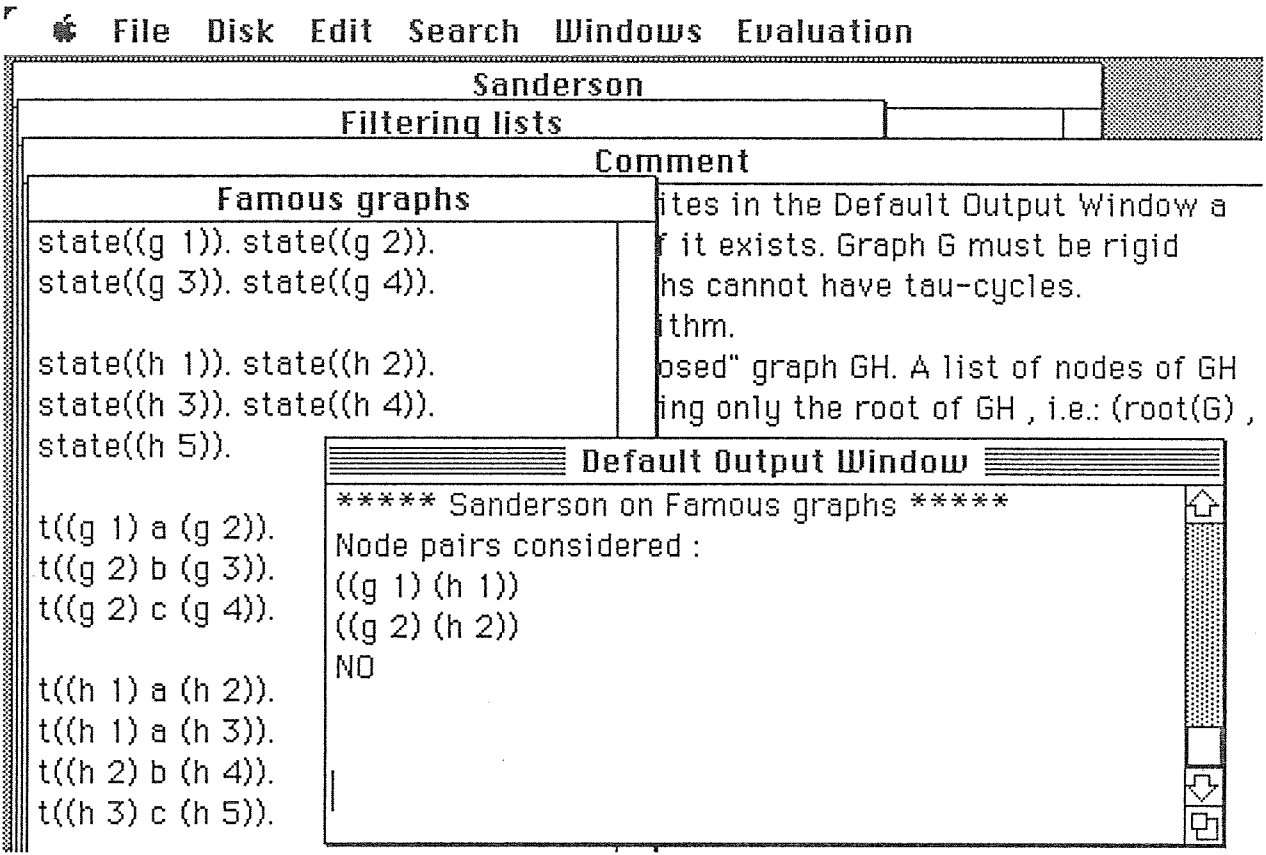 File Disk Edit Search Windows Evaluation
Sanderson
Filtering lists
Comment
Famous graphs
state((g 1)). state((g 2)).
state((g 3)). state((g 4)).
state((h 1)). state((h 2)).
state((h 3)). state((h 4)).
state((h 5)).
t((g 1) a (g 2)).
t((g 2) b (g 3)).
t((g 2) c (g 4)).
t((h 1) a (h 2)).
t((h 1) a (h 3)).
t((h 2) b (h 4)).
t((h 3) c (h 5)).
ites in the Default Output Window a
f it exists. Graph G must be rigid
hs cannot have tau-cycles.
ithm.
osed" graph GH. A list of nodes of GH
ing only the root of GH , i.e.: (root(G) ,
Default Output Window
***** Sanderson on Famous graphs *****
Node pairs considered :
((g 1) (h 1))
((g 2) (h 2))
NO